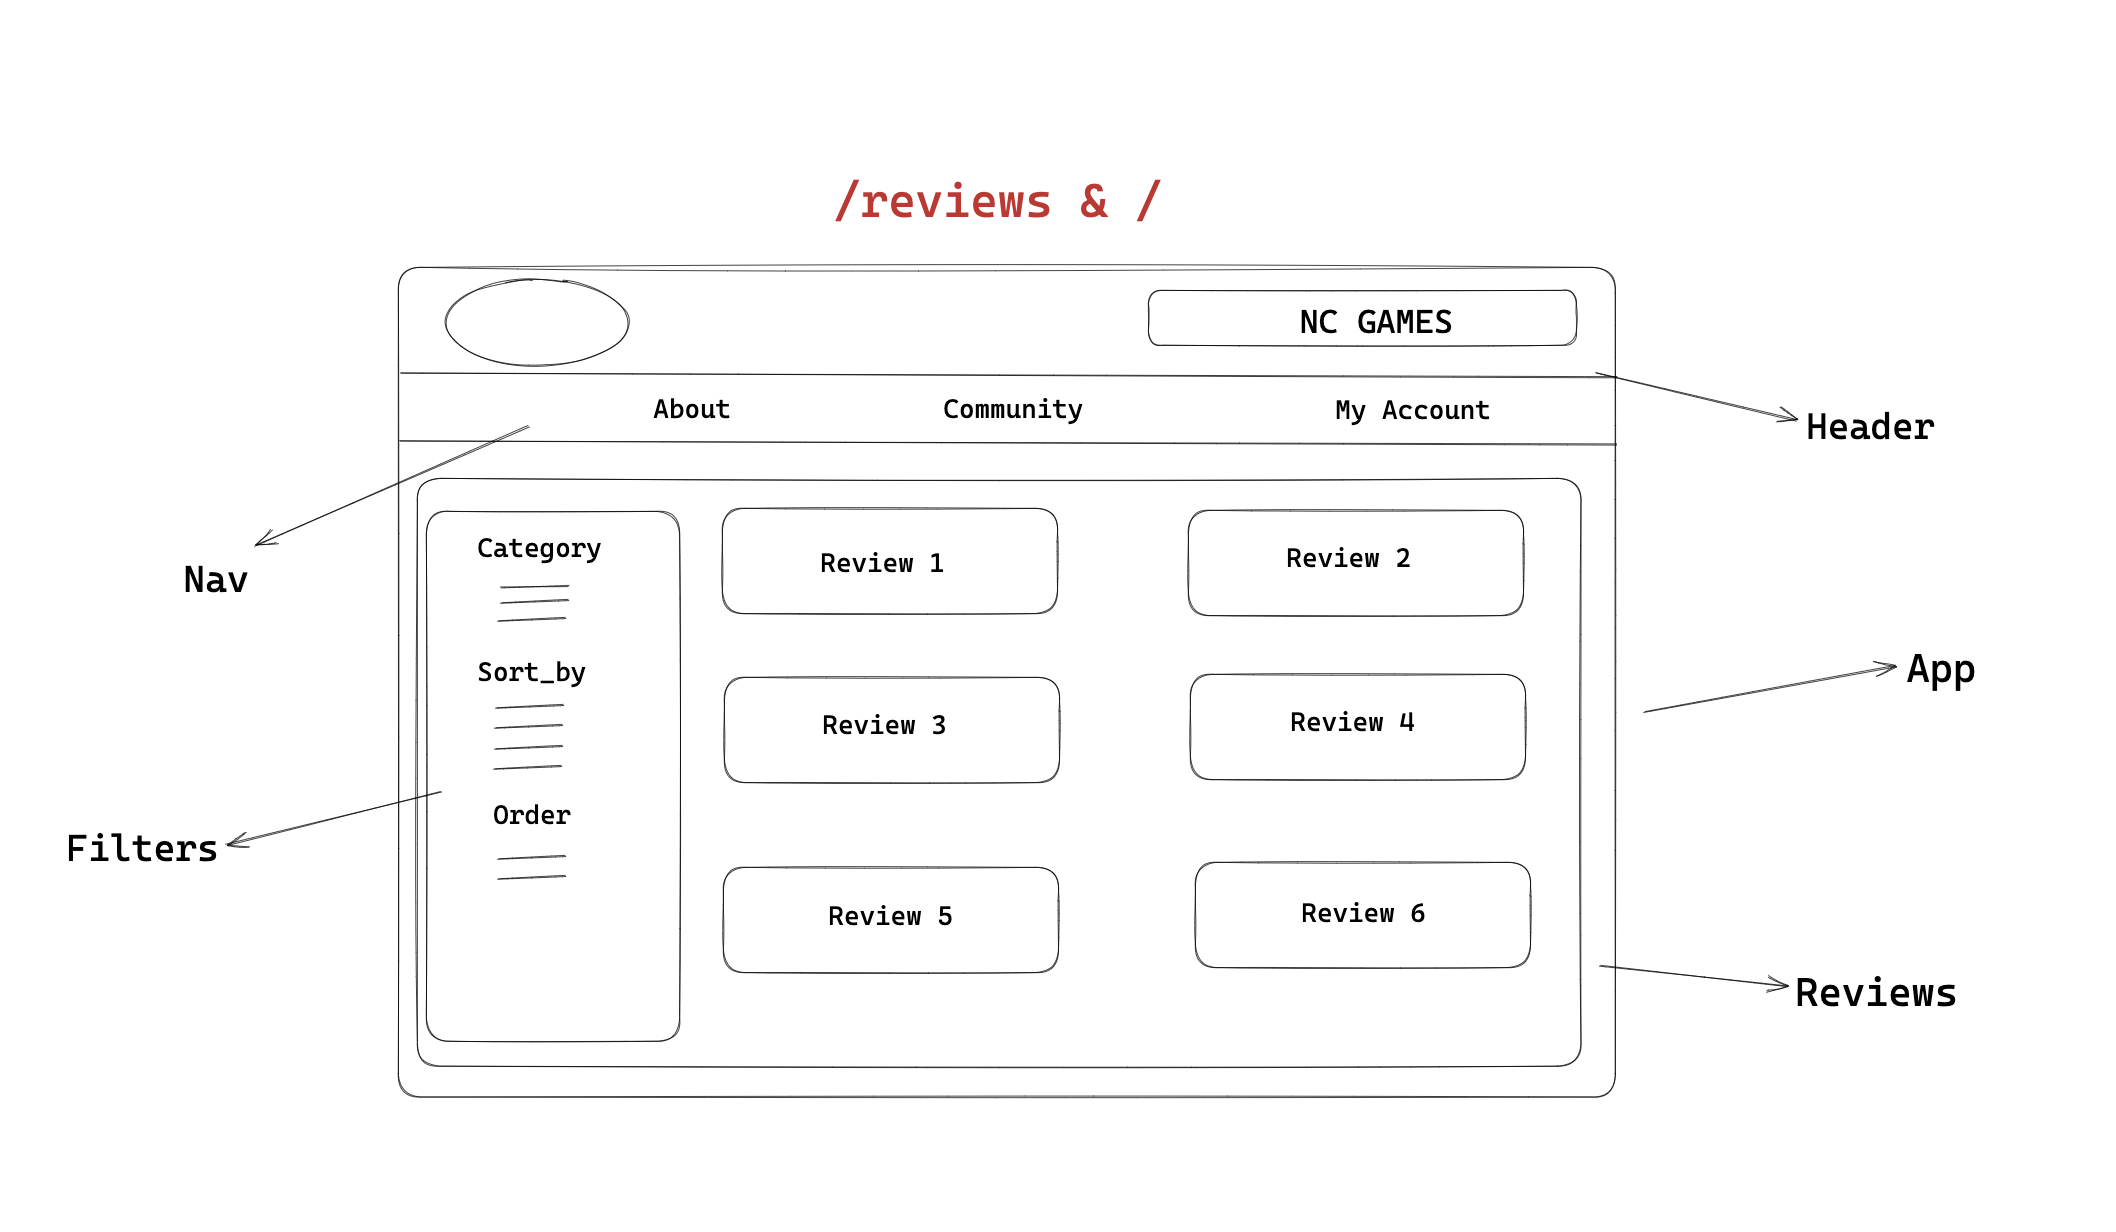 /reviews & /
NC GAMES
About Community My Account
Header
Nav
Category
Sort_by
Order
Filters
Review 1
Review 2
Review 3
Review 4
Review 5
Review 6
App
Reviews